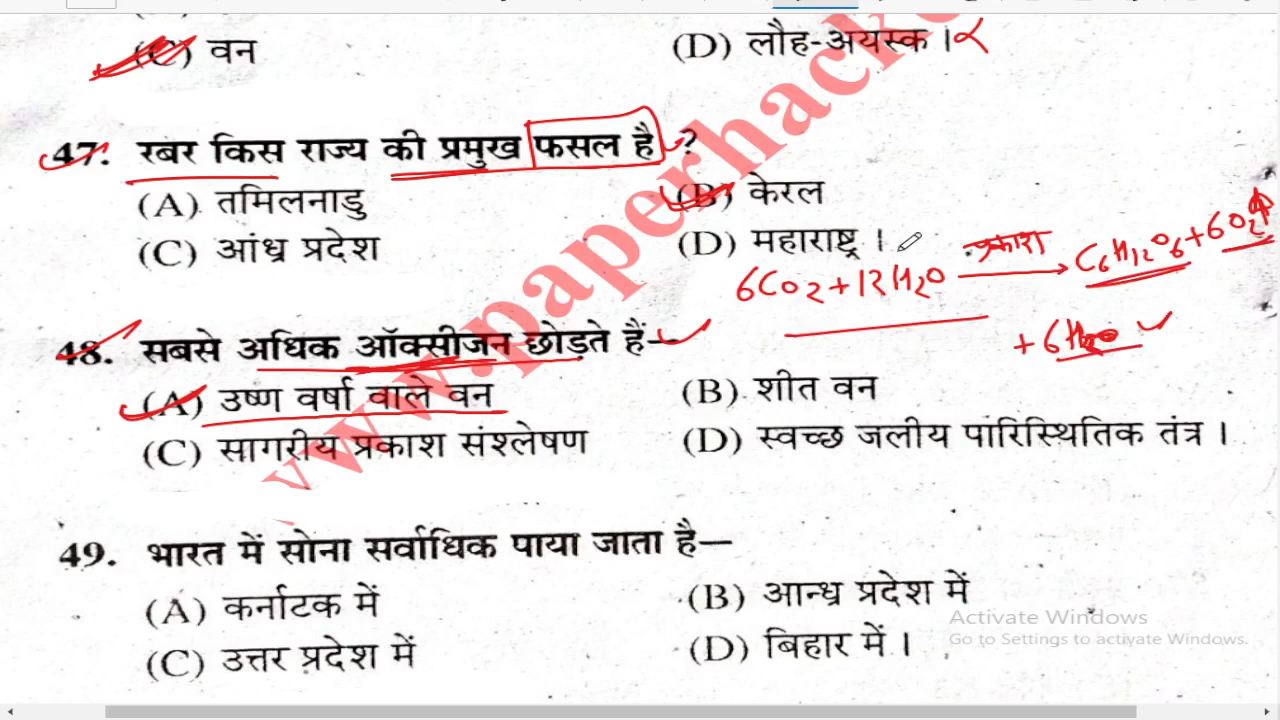 (C) वन (D) लौह-अयस्क ।
47. रबर किस राज्य की प्रमुख फसल है ?
(A) तमिलनाडु (B) केरल
(C) आंध्र प्रदेश (D) महाराष्ट्र ।
प्रकाश
6CO2+12H2O → C6H12O6+6O2↑
+6H2O
48. सबसे अधिक ऑक्सीजन छोड़ते हैं–
(A) उष्ण वर्षा वाले वन (B) शीत वन
(C) सागरीय प्रकाश संश्लेषण (D) स्वच्छ जलीय पारिस्थितिक तंत्र ।
www.paperhack
49. भारत में सोना सर्वाधिक पाया जाता है—
(A) कर्नाटक में (B) आन्ध्र प्रदेश में
(C) उत्तर प्रदेश में (D) बिहार में ।
Activate Windows
Go to Settings to activate Windows.